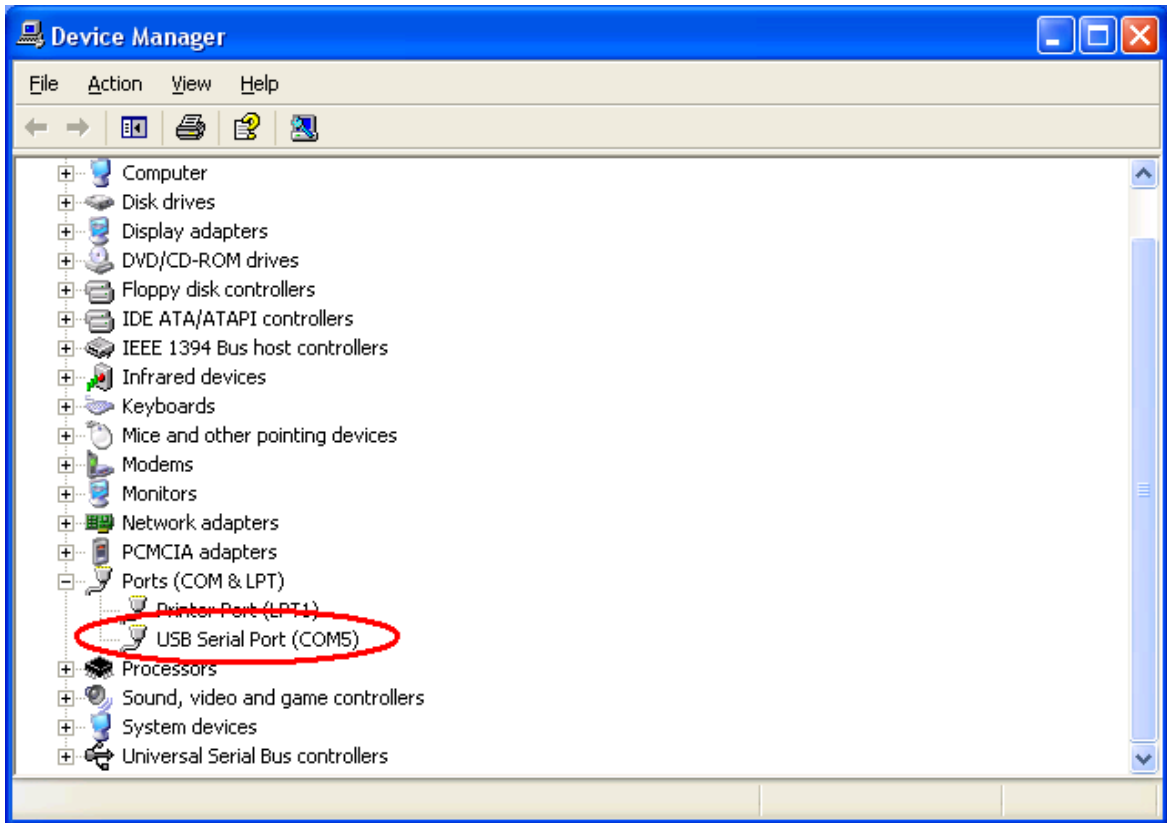 Device Manager
File Action View Help
Computer
Disk drives
Display adapters
DVD/CD-ROM drives
Floppy disk controllers
IDE ATA/ATAPI controllers
IEEE 1394 Bus host controllers
Infrared devices
Keyboards
Mice and other pointing devices
Modems
Monitors
Network adapters
PCMCIA adapters
Ports (COM & LPT)
Printer Port (LPT1)
USB Serial Port (COM5)
Processors
Sound, video and game controllers
System devices
Universal Serial Bus controllers